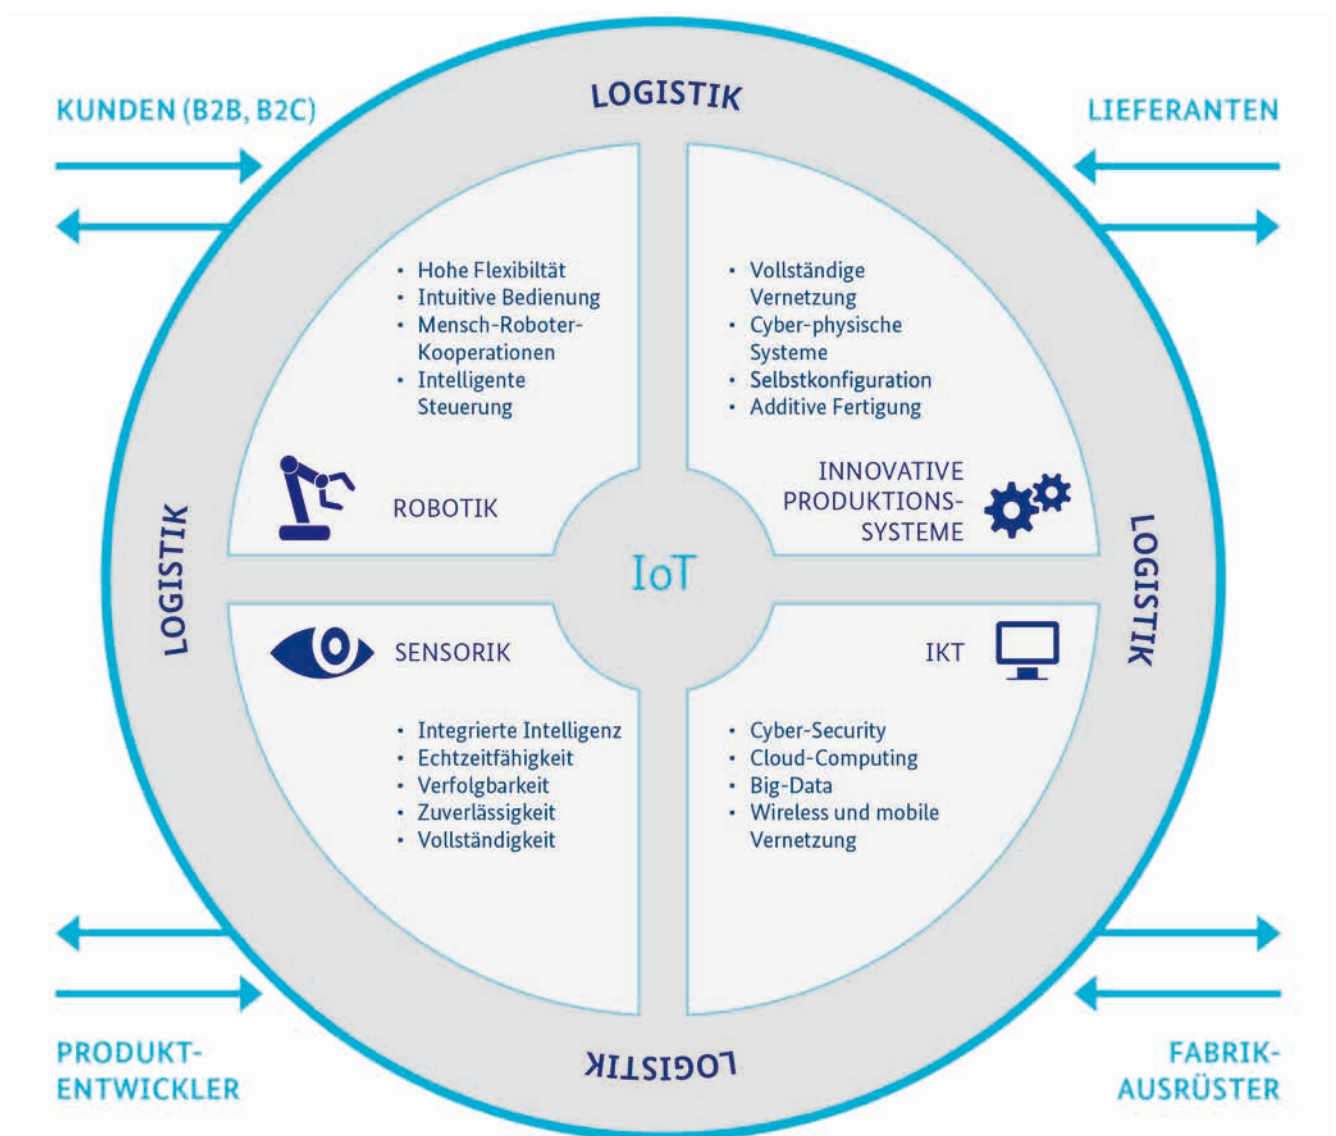 LOGISTIK
KUNDEN (B2B, B2C)
LIEFERANTEN
• Hohe Flexibiltät
• Intuitive Bedienung
• Mensch-Roboter-
Kooperationen
• Intelligente
Steuerung
ROBOTIK
• Vollständige
Vernetzung
• Cyber-physische
Systeme
• Selbstkonfiguration
• Additive Fertigung
INNOVATIVE
PRODUKTIONS-
SYSTEME
LOGISTIK
IoT
LOGISTIK
SENSORIK
• Integrierte Intelligenz
• Echtzeitfähigkeit
• Verfolgbarkeit
• Zuverlässigkeit
• Vollständigkeit
IKT
• Cyber-Security
• Cloud-Computing
• Big-Data
• Wireless und mobile
Vernetzung
PRODUKT-
ENTWICKLER
LOGISTIK
FABRIK-
AUSRÜSTER